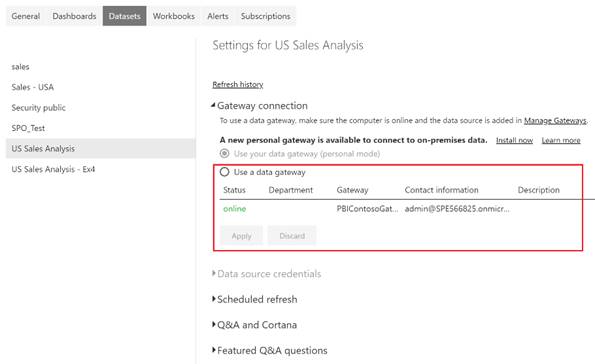 General Dashboards Datasets Workbooks Alerts Subscriptions
sales
Sales - USA
Security public
SPO_Test
US Sales Analysis
US Sales Analysis - Ex4
Settings for US Sales Analysis
Refresh history
Gateway connection
To use a data gateway, make sure the computer is online and the data source is added in Manage Gateways.
A new personal gateway is available to connect to on-premises data. Install now Learn more
Use your data gateway (personal mode)
Use a data gateway
Status Department Gateway Contact information Description
online PBIContosoGat... admin@SPE566825.onmicr...
Apply Discard
Data source credentials
Scheduled refresh
Q&A and Cortana
Featured Q&A questions